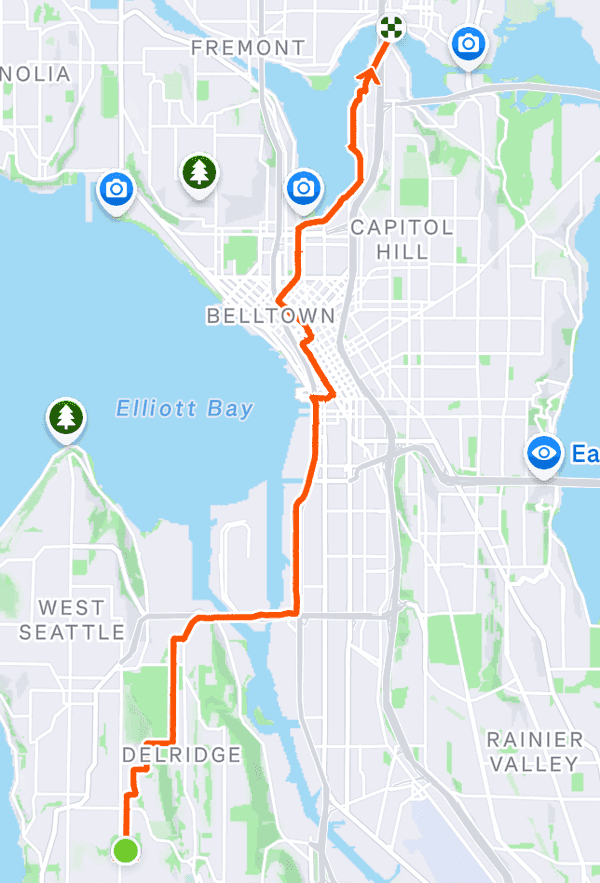 FREMONT
NOLIA
CAPITOL
HILL
BELLTOWN
Elliott Bay
Ea
WEST
SEATTLE
RAINIER
VALLEY
DELRIDGE